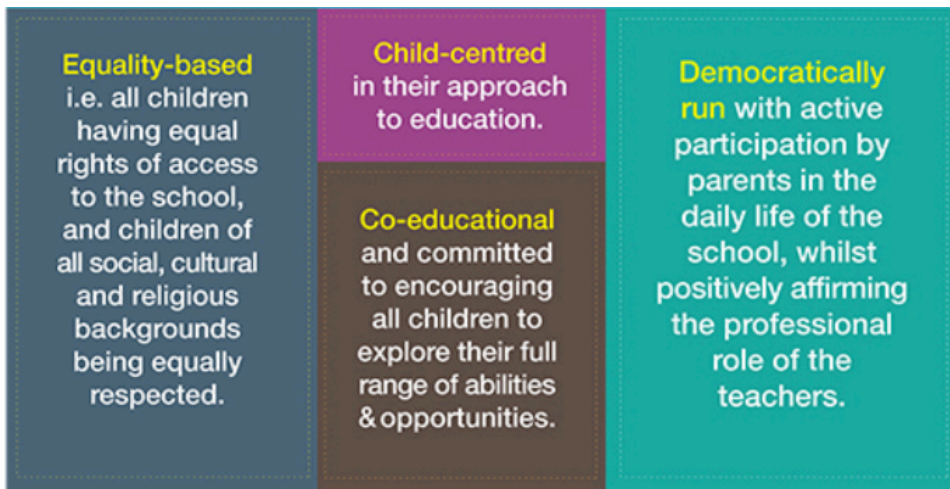 Equality-based
i.e. all children
having equal
rights of access
to the school,
and children of
all social, cultural
and religious
backgrounds
being equally
respected.
Child-centred
in their approach
to education.
Co-educational
and committed
to encouraging
all children to
explore their full
range of abilities
& opportunities.
Democratically
run with active
participation by
parents in the
daily life of the
school, whilst
positively affirming
the professional
role of the
teachers.